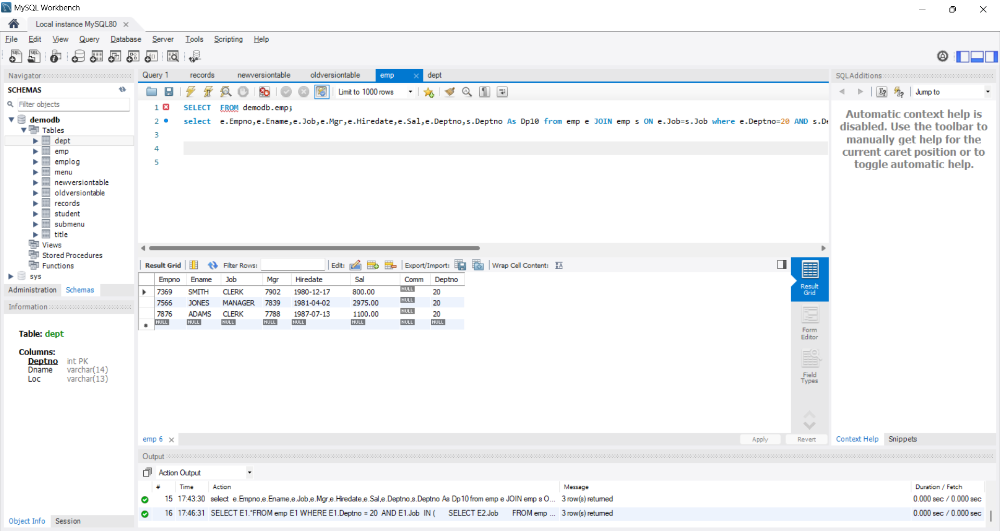 MySQL Workbench
Local instance MySQL80
File Edit View Query Database Server Tools Scripting Help
Navigator
SCHEMAS
Filter objects
demodb
Tables
dept
emp
emplog
menu
newversiontable
oldversiontable
records
student
submenu
title
Views
Stored Procedures
Functions
sys
Administration Schemas
Information
Table: dept
Columns:
Deptno int PK
Dname varchar(14)
Loc varchar(13)
Object Info Session
Query 1 records newversiontable oldversiontable emp dept
Limit to 1000 rows
1 SELECT FROM demodb.emp;
2 select e.Empno,e.Ename,e.Job,e.Mgr,e.Hiredate,e.Sal,e.Deptno,s.Deptno As Dp10 from emp e JOIN emp s ON e.Job=s.Job where e.Deptno=20 AND s.De
3
4
5
Result Grid Filter Rows: Edit: Export/Import: Wrap Cell Content:
Empno Ename Job Mgr Hiredate Sal Comm Deptno
7369 SMITH CLERK 7902 1980-12-17 800.00 NULL 20
7566 JONES MANAGER 7839 1981-04-02 2975.00 NULL 20
7876 ADAMS CLERK 7788 1987-07-13 1100.00 NULL 20
NULL NULL NULL NULL NULL NULL NULL NULL
Result
Grid
Form
Editor
Field
Types
emp 6 Apply Revert
SQLAdditions
Jump to
Automatic context help is
disabled. Use the toolbar to
manually get help for the
current caret position or to
toggle automatic help.
Context Help Snippets
Output
Action Output
# Time Action Message Duration / Fetch
15 17:43:30 select e.Empno,e.Ename,e.Job,e.Mgr,e.Hiredate,e.Sal,e.Deptno,s.Deptno As Dp10 from emp e JOIN emp s O... 3 row(s) returned 0.000 sec / 0.000 sec
16 17:46:31 SELECT E1.*FROM emp E1 WHERE E1.Deptno = 20 AND E1.Job IN ( SELECT E2.Job FROM emp ... 3 row(s) returned 0.000 sec / 0.000 sec